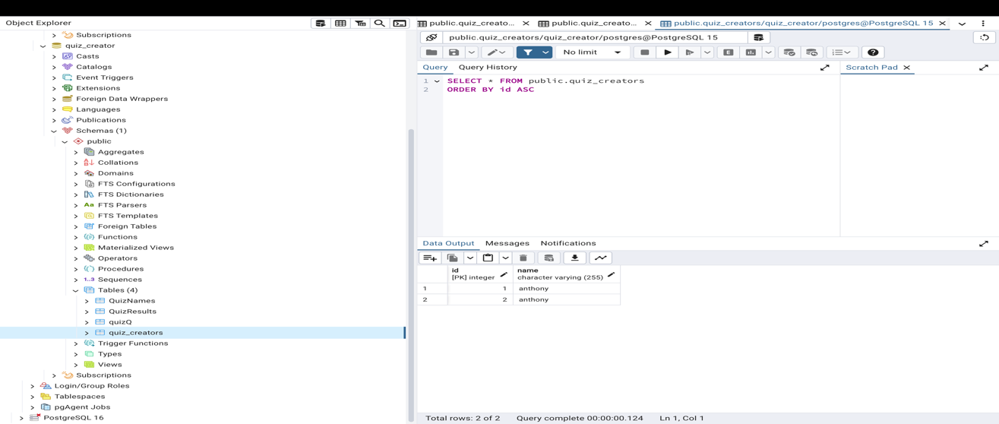 Object Explorer
Subscriptions
quiz_creator
Casts
Catalogs
Event Triggers
Extensions
Foreign Data Wrappers
Languages
Publications
Schemas (1)
public
Aggregates
Collations
Domains
FTS Configurations
FTS Dictionaries
Aa FTS Parsers
FTS Templates
Foreign Tables
Functions
Materialized Views
Operators
Procedures
1..3 Sequences
Tables (4)
QuizNames
QuizResults
quizQ
quiz_creators
Trigger Functions
Types
Views
Subscriptions
Login/Group Roles
Tablespaces
pgAgent Jobs
PostgreSQL 16
public.quiz_creato... public.quiz_creato... public.quiz_creators/quiz_creator/postgres@PostgreSQL 15
public.quiz_creators/quiz_creator/postgres@PostgreSQL 15
No limit E
Query Query History
1 SELECT * FROM public.quiz_creators
2 ORDER BY id ASC
Scratch Pad
Data Output Messages Notifications
id name
[PK] integer character varying (255)
1 1 anthony
2 2 anthony
Total rows: 2 of 2 Query complete 00:00:00.124 Ln 1, Col 1